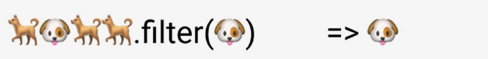 🐕🐶🐕🐕.filter(🐶) => 🐶